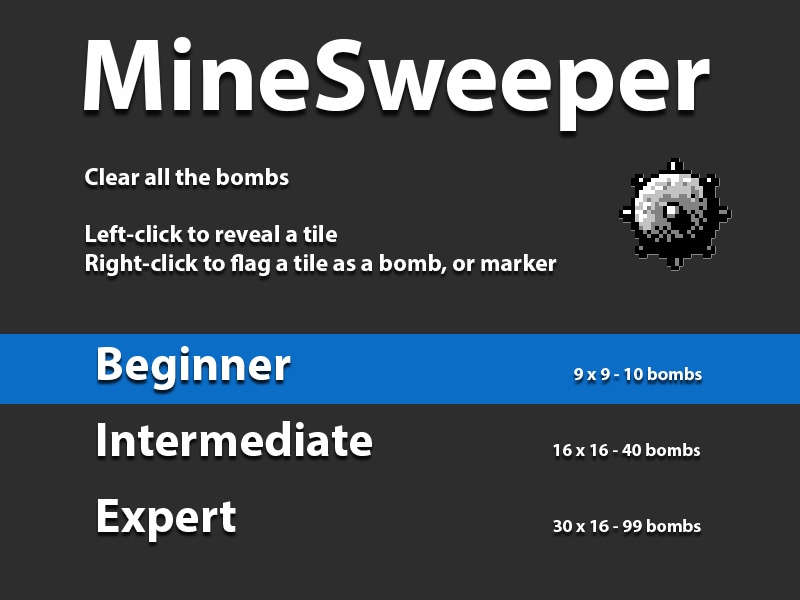 MineSweeper
Clear all the bombs
Left-click to reveal a tile
Right-click to flag a tile as a bomb, or marker
Beginner 9 x 9 - 10 bombs
Intermediate 16 x 16 - 40 bombs
Expert 30 x 16 - 99 bombs